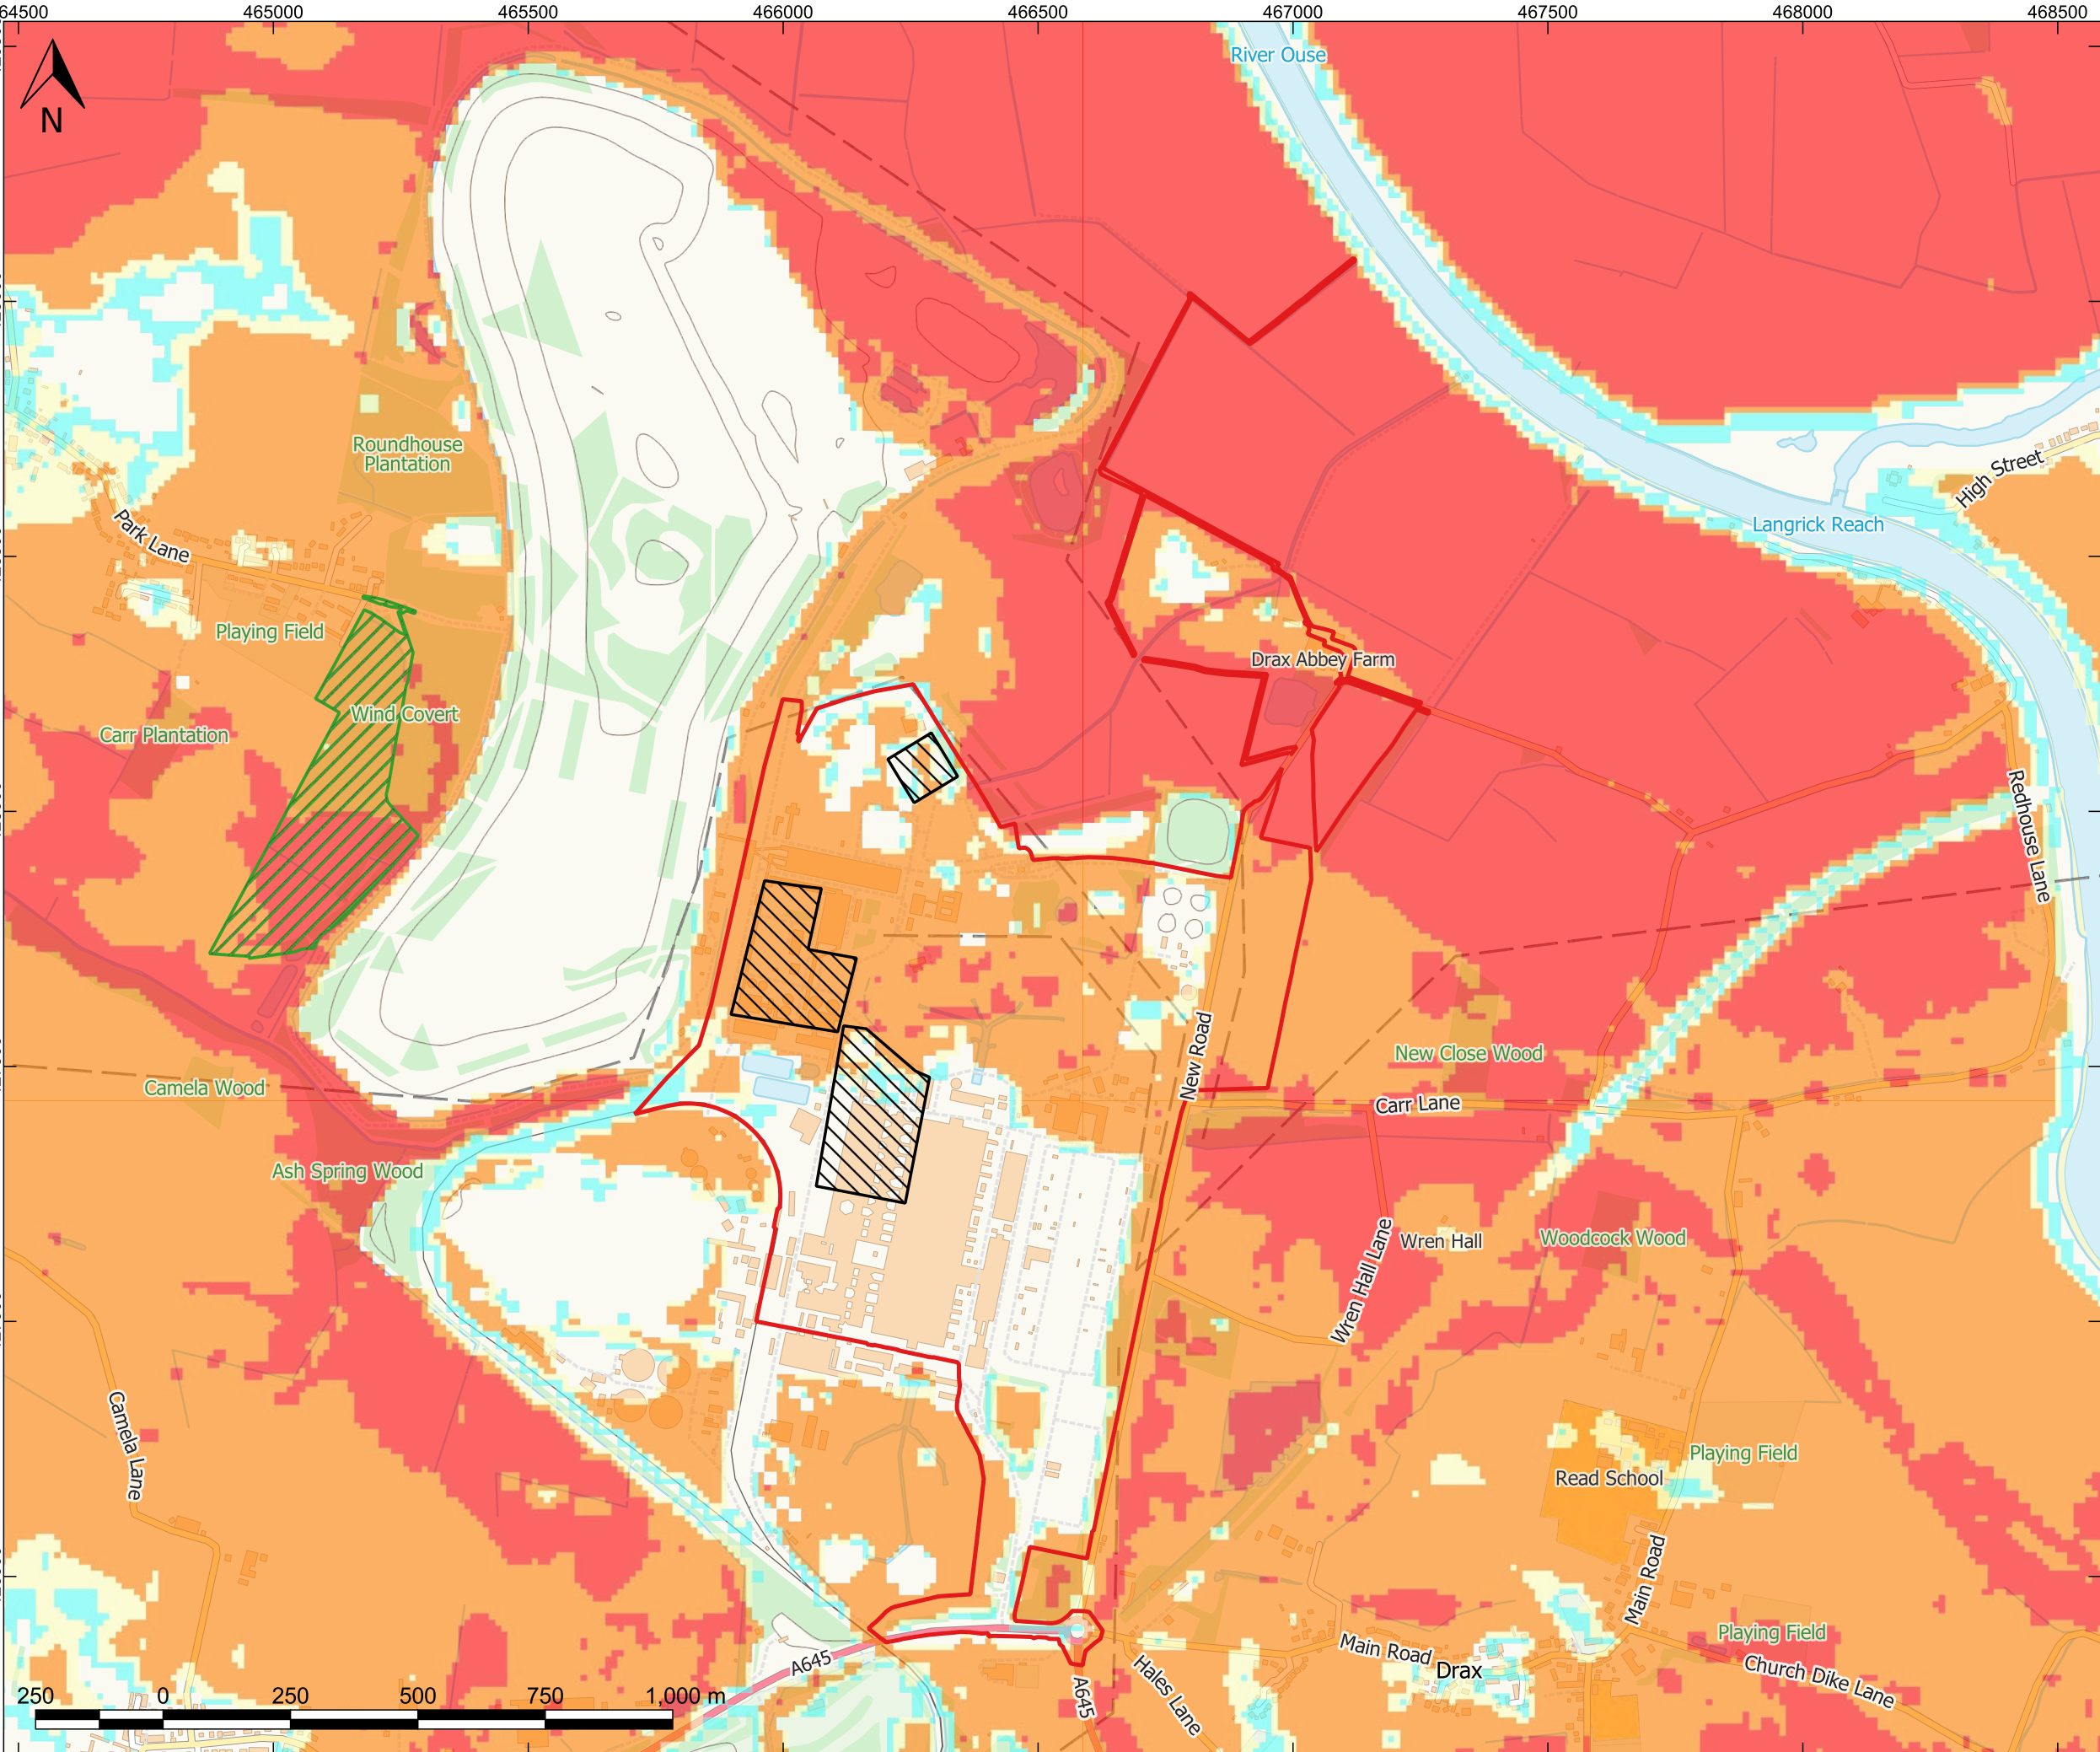 464500 465000 465500 466000 466500 467000 467500 468000 468500
River Ouse
N
Roundhouse
Plantation
High Street
Park Lane
Langrick Reach
Playing Field
Drax Abbey Farm
Wind Covert
Carr Plantation
Redhouse Lane
New Road
New Close Wood
Camela Wood
Carr Lane
Ash Spring Wood
Wren Hall Lane
Wren Hall
Woodcock Wood
Camela Lane
Playing Field
Read School
Main Road
Playing Field
A645
Main Road
Drax
Hales Lane
Church Dike Lane
A645
250 0 250 500 750 1,000 m